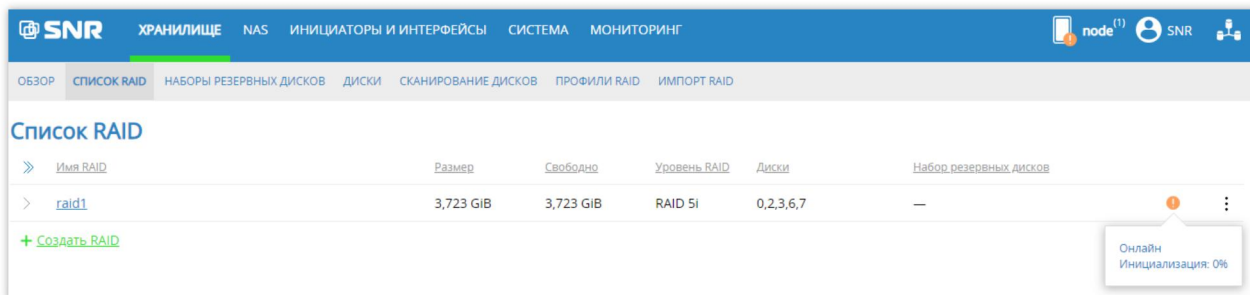 SNR ХРАНИЛИЩЕ NAS ИНИЦИАТОРЫ И ИНТЕРФЕЙСЫ СИСТЕМА МОНИТОРИНГ node(1) SNR
ОБЗОР СПИСОК RAID НАБОРЫ РЕЗЕРВНЫХ ДИСКОВ ДИСКИ СКАНИРОВАНИЕ ДИСКОВ ПРОФИЛИ RAID ИМПОРТ RAID
Список RAID
Имя RAID Размер Свободно Уровень RAID Диски Набор резервных дисков
raid1 3,723 GiB 3,723 GiB RAID 5i 0,2,3,6,7 —
+ Создать RAID
Онлайн
Инициализация: 0%